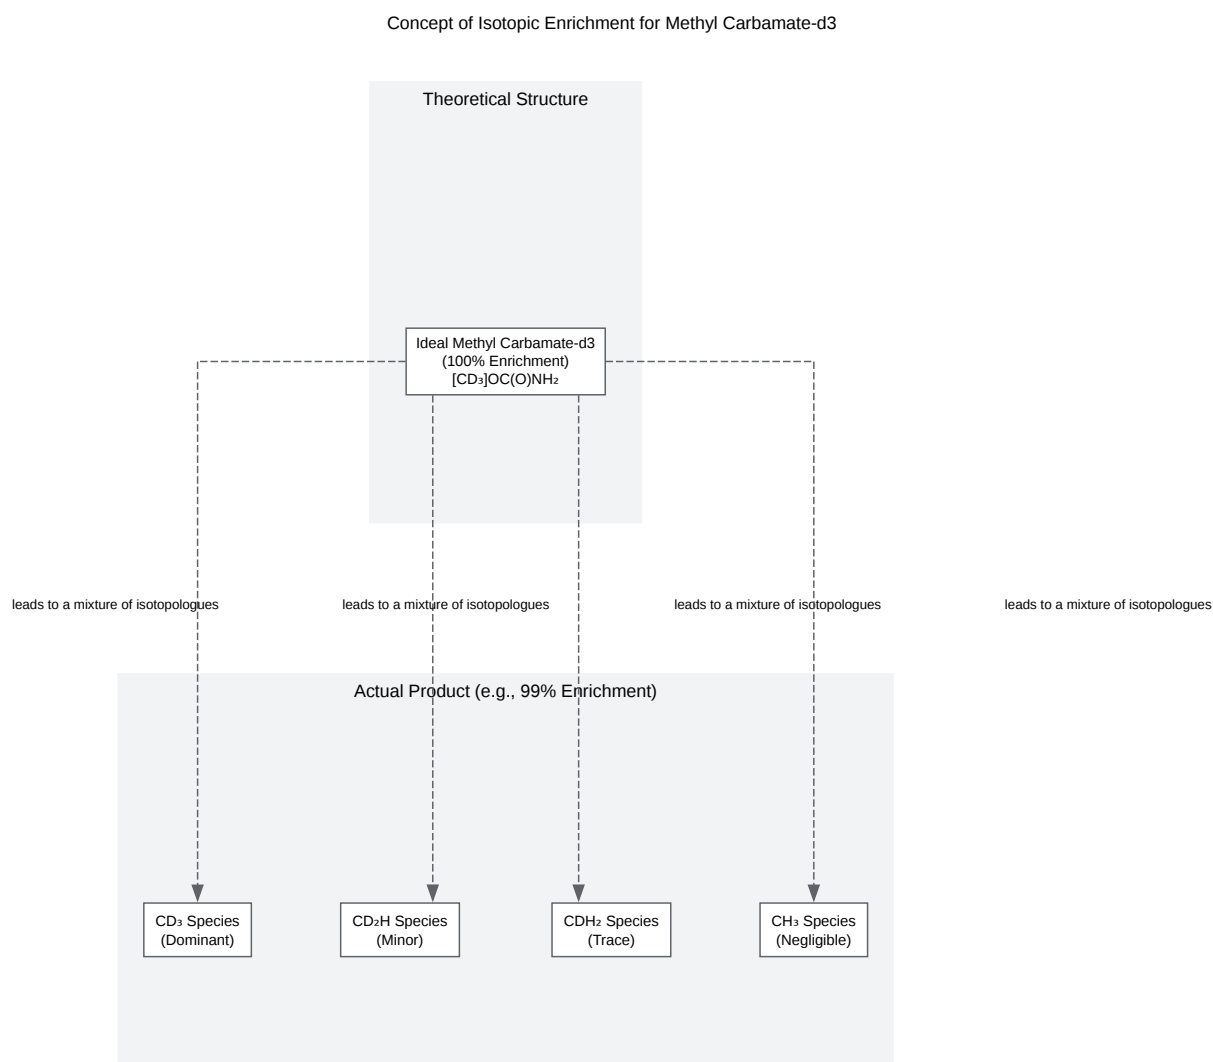 Concept of Isotopic Enrichment for Methyl Carbamate-d3
Theoretical Structure
Ideal Methyl Carbamate-d3
(100% Enrichment)
[CD₃]OC(O)NH₂
leads to a mixture of isotopologues
leads to a mixture of isotopologues
leads to a mixture of isotopologues
leads to a mixture of isotopologues
Actual Product (e.g., 99% Enrichment)
CD₃ Species
(Dominant)
CD₂H Species
(Minor)
CDH₂ Species
(Trace)
CH₃ Species
(Negligible)